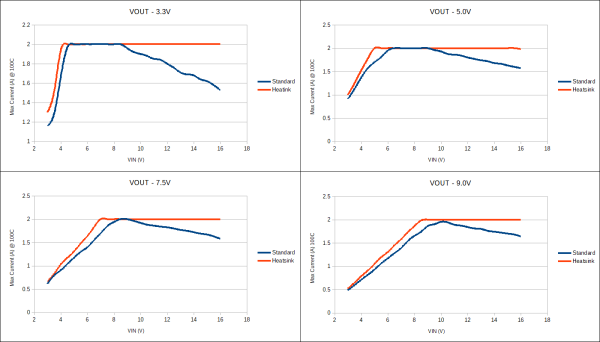 VOUT - 3.3V
Max Current (A) @ 100C
2.2
2
1.8
1.6
1.4
1.2
1
2 4 6 8 10 12 14 16 18
VIN (V)
Standard
Heatink
VOUT - 5.0V
Max Current (A) @ 100C
2.5
2
1.5
1
0.5
0
2 4 6 8 10 12 14 16 18
VIN (V)
Standard
Heatsink
VOUT - 7.5V
Max Current (A) @ 100C
2.5
2
1.5
1
0.5
0
2 4 6 8 10 12 14 16 18
VIN (V)
Standard
Heatsink
VOUT - 9.0V
Max Current (A) 100C
2.5
2
1.5
1
0.5
0
2 4 6 8 10 12 14 16 18
VIN (V)
Standard
Heatsink